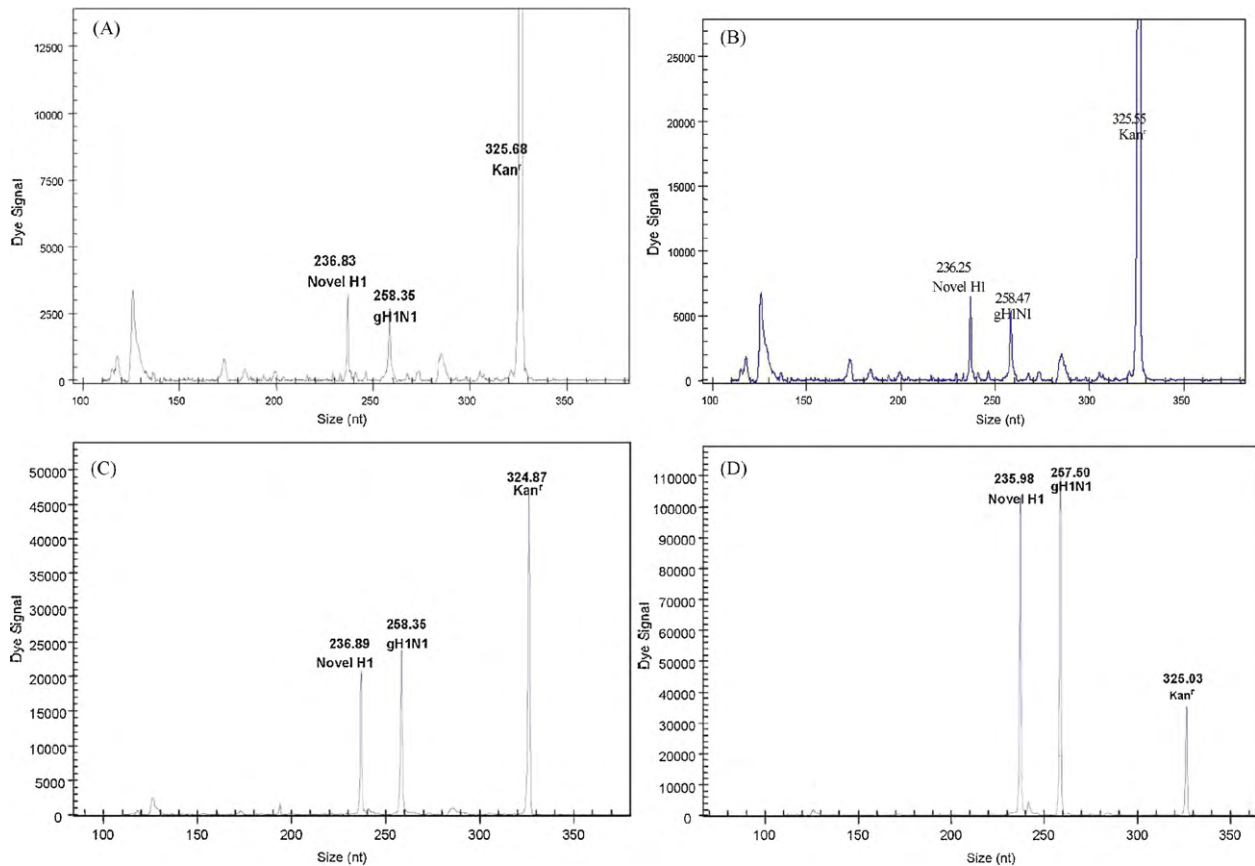 (A)
12500
10000
7500
5000
2500
0
Dye Signal
325.68
Kanʳ
236.83
Novel H1
258.35
gH1N1
100 150 200 250 300 350
Size (nt)
(B)
25000
20000
15000
10000
5000
0
Dye Signal
325.55
Kanʳ
236.25
Novel H1
258.47
gH1N1
100 150 200 250 300 350
Size (nt)
(C)
50000
45000
40000
35000
30000
25000
20000
15000
10000
5000
0
Dye Signal
324.87
Kanʳ
258.35
gH1N1
236.89
Novel H1
100 150 200 250 300 350
Size (nt)
(D)
110000
100000
90000
80000
70000
60000
50000
40000
30000
20000
10000
0
Dye Signal
235.98
Novel H1
257.50
gH1N1
325.03
Kanʳ
100 150 200 250 300 350
Size (nt)